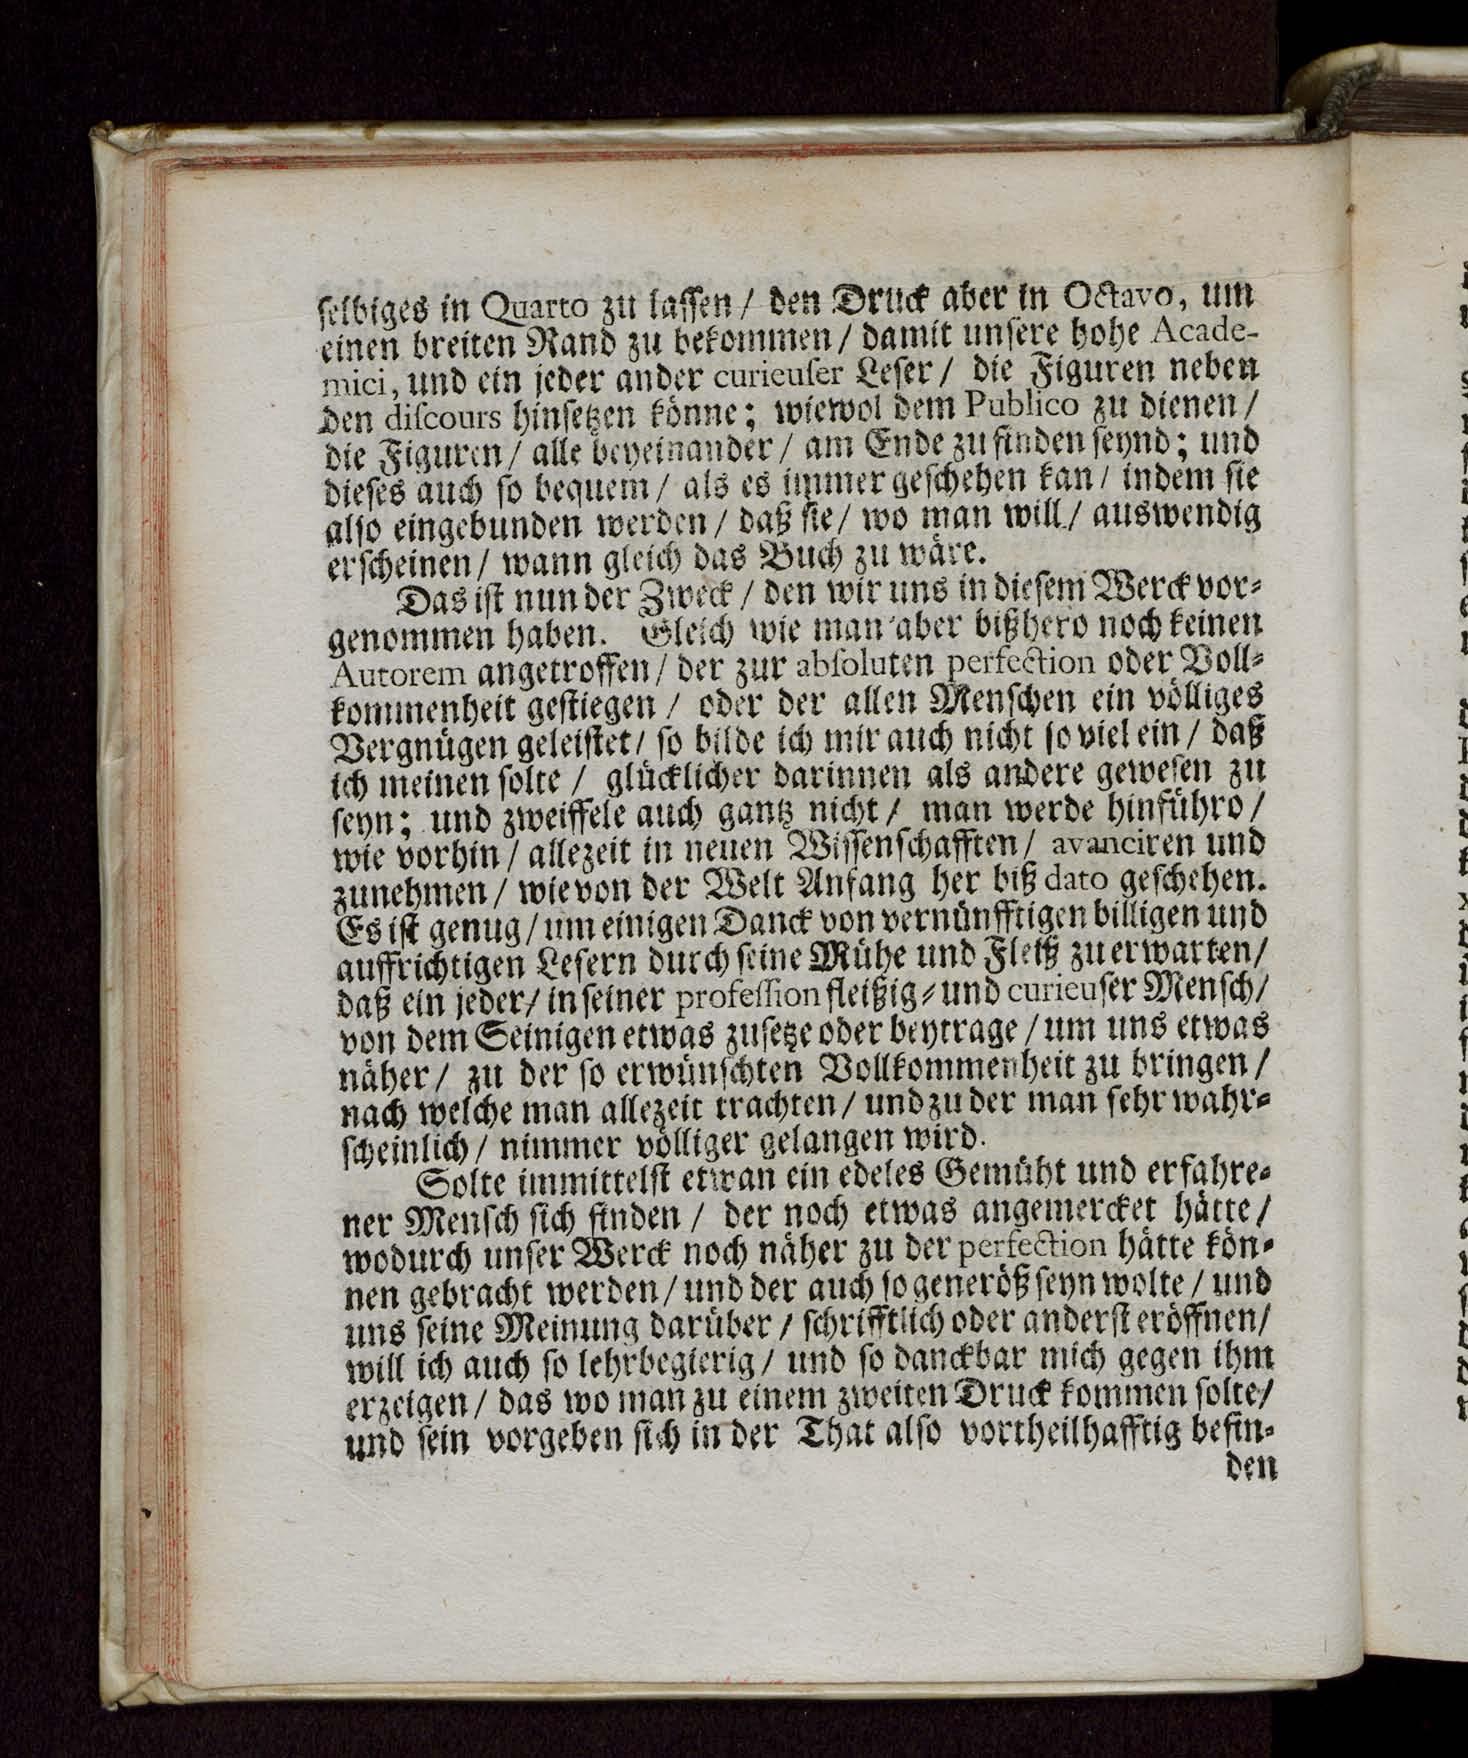 ſelbiges in Quarto zu laſſen / den Druck aber in Octavo, um
einen breiten Rand zu bekommen / damit unſere hohe Acade-
mici, und ein jeder ander curieuſer Leſer / die Figuren neben
den diſcours hinſetzen könne; wiewol dem Publico zu dienen /
die Figuren / alle beyeinander / am Ende zu finden ſeynd; und
dieſes auch ſo bequem / als es immer geſchehen kan / indem ſie
alſo eingebunden werden / daß ſie / wo man will / auswendig
erſcheinen / wann gleich das Buch zu wäre.
Das iſt nun der Zweck / den wir uns in dieſem Werck vor-
genommen haben. Gleich wie man aber bißhero noch keinen
Autorem angetroffen / der zur abſoluten perfection oder Voll-
kommenheit geſtiegen / oder der allen Menſchen ein völliges
Vergnügen geleiſtet / ſo bilde ich mir auch nicht ſo viel ein / daß
ich meinen ſolte / glücklicher darinnen als andere geweſen zu
ſeyn; und zweiffele auch gantz nicht / man werde hinführo /
wie vorhin / allezeit in neuen Wiſſenſchafften / avanciren und
zunehmen / wie von der Welt Anfang her biß dato geſchehen.
Es iſt genug / um einigen Danck von vernünfftigen billigen und
auffrichtigen Leſern durch ſeine Mühe und Fleiß zu erwarten /
daß ein jeder / in ſeiner profeſſion fleißig- und curieuſer Menſch /
von dem Seinigen etwas zuſetze oder beytrage / um uns etwas
näher / zu der ſo erwünſchten Vollkommenheit zu bringen /
nach welche man allezeit trachten / und zu der man ſehr wahr-
ſcheinlich / nimmer völliger gelangen wird.
Solte immittelſt etwan ein edeles Gemüht und erfahre-
ner Menſch ſich finden / der noch etwas angemercket hätte /
wodurch unſer Werck noch näher zu der perfection hätte kön-
nen gebracht werden / und der auch ſo generöß ſeyn wolte / und
uns ſeine Meinung darüber / ſchrifftlich oder anderſt eröffnen /
will ich auch ſo lehrbegierig / und ſo danckbar mich gegen ihm
erzeigen / das wo man zu einem zweiten Druck kommen ſolte /
und ſein vorgeben ſich in der That alſo vortheilhafftig befin-
den